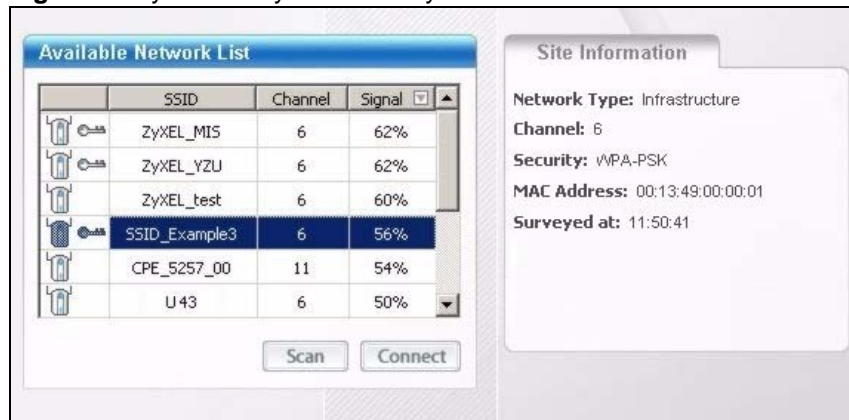 Available Network List
SSID Channel Signal
ZyXEL_MIS 6 62%
ZyXEL_YZU 6 62%
ZyXEL_test 6 60%
SSID_Example3 6 56%
CPE_5257_00 11 54%
U43 6 50%
Scan Connect
Site Information
Network Type: Infrastructure
Channel: 6
Security: WPA-PSK
MAC Address: 00:13:49:00:00:01
Surveyed at: 11:50:41